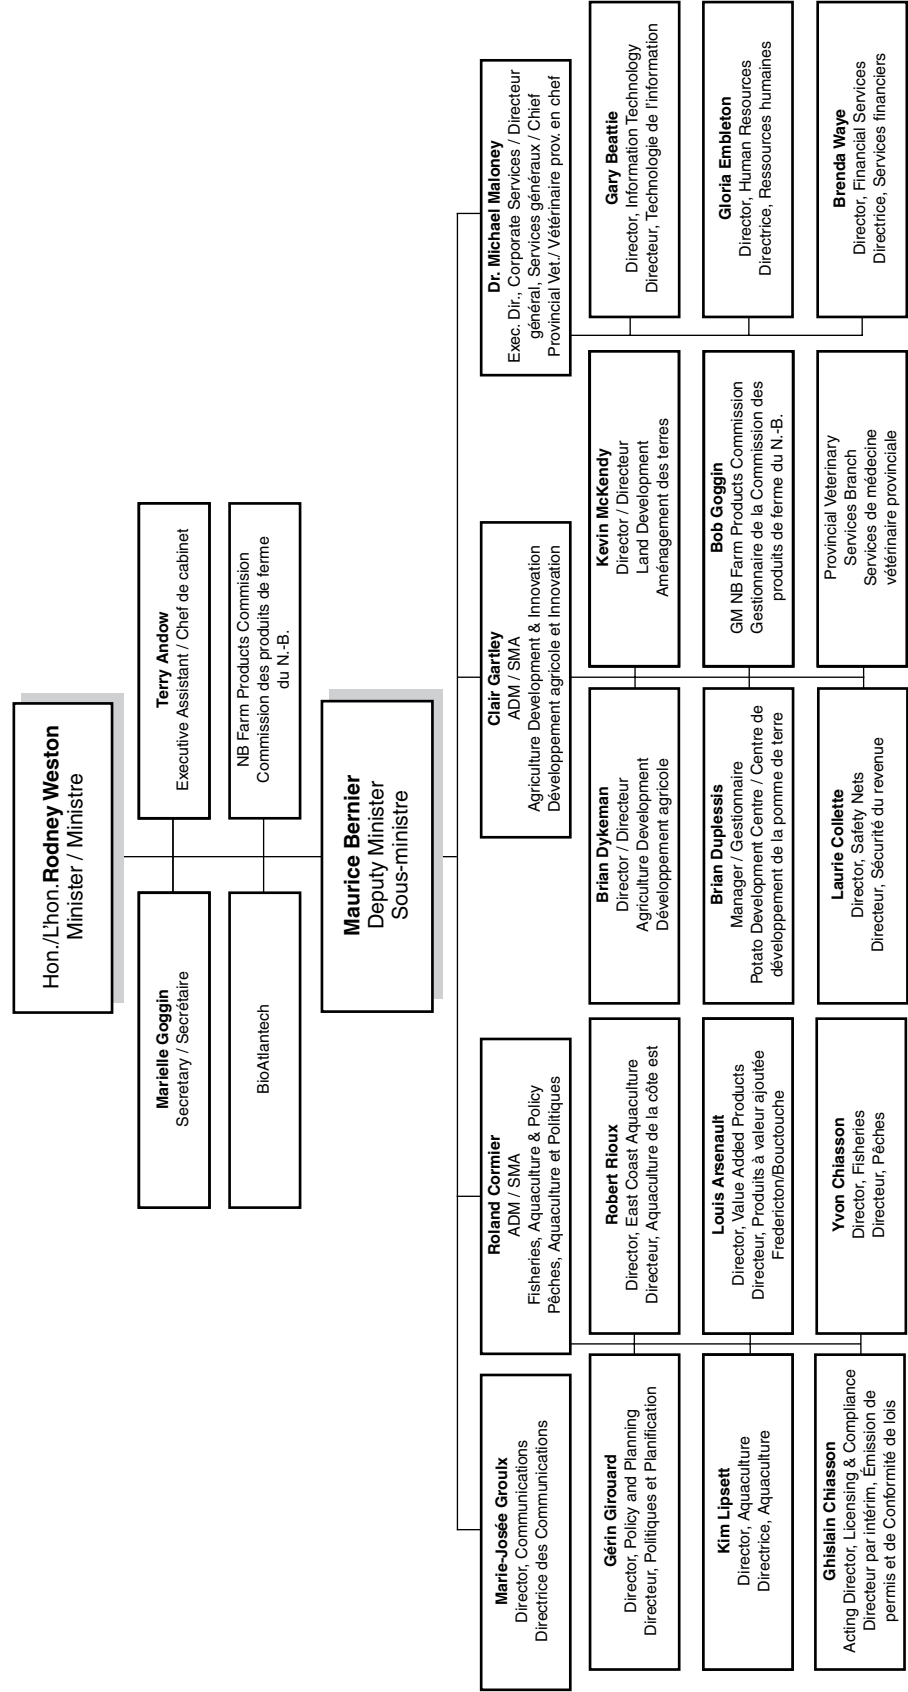 Hon./L'hon.Rodney Weston
Minister / Ministre
Marielle Goggin
Secretary / Secrétaire
Terry Andow
Executive Assistant / Chef de cabinet
BioAtlantech
NB Farm Products Commision
Commission des produits de ferme
du N.-B.
Maurice Bernier
Deputy Minister
Sous-ministre
Marie-Josée Groulx
Director, Communications
Directrice des Communications
Roland Cormier
ADM / SMA
Fisheries, Aquaculture & Policy
Pêches, Aquaculture et Politiques
Clair Gartley
ADM / SMA
Agriculture Development & Innovation
Développement agricole et Innovation
Dr. Michael Maloney
Exec. Dir., Corporate Services / Directeur
général, Services généraux / Chief
Provincial Vet./ Vétérinaire prov. en chef
Gérin Girouard
Director, Policy and Planning
Directeur, Politiques et Planification
Robert Rioux
Director, East Coast Aquaculture
Directeur, Aquaculture de la côte est
Brian Dykeman
Director / Directeur
Agriculture Development
Développement agricole
Kevin McKendy
Director / Directeur
Land Development
Aménagement des terres
Gary Beattie
Director, Information Technology
Directeur, Technologie de l'information
Kim Lipsett
Director, Aquaculture
Directrice, Aquaculture
Louis Arsenault
Director, Value Added Products
Directeur, Produits à valeur ajoutée
Fredericton/Bouctouche
Brian Duplessis
Manager / Gestionnaire
Potato Development Centre / Centre de
développement de la pomme de terre
Bob Goggin
GM NB Farm Products Commission
Gestionnaire de la Commission des
produits de ferme du N.-B.
Gloria Embleton
Director, Human Resources
Directrice, Ressources humaines
Ghislain Chiasson
Acting Director, Licensing & Compliance
Directeur par intérim, Émission de
permis et de Conformité de lois
Yvon Chiasson
Director, Fisheries
Directeur, Pêches
Laurie Collette
Director, Safety Nets
Directeur, Sécurité du revenue
Provincial Veterinary
Services Branch
Services de médecine
vétérinaire provinciale
Brenda Waye
Director, Financial Services
Directrice, Services financiers